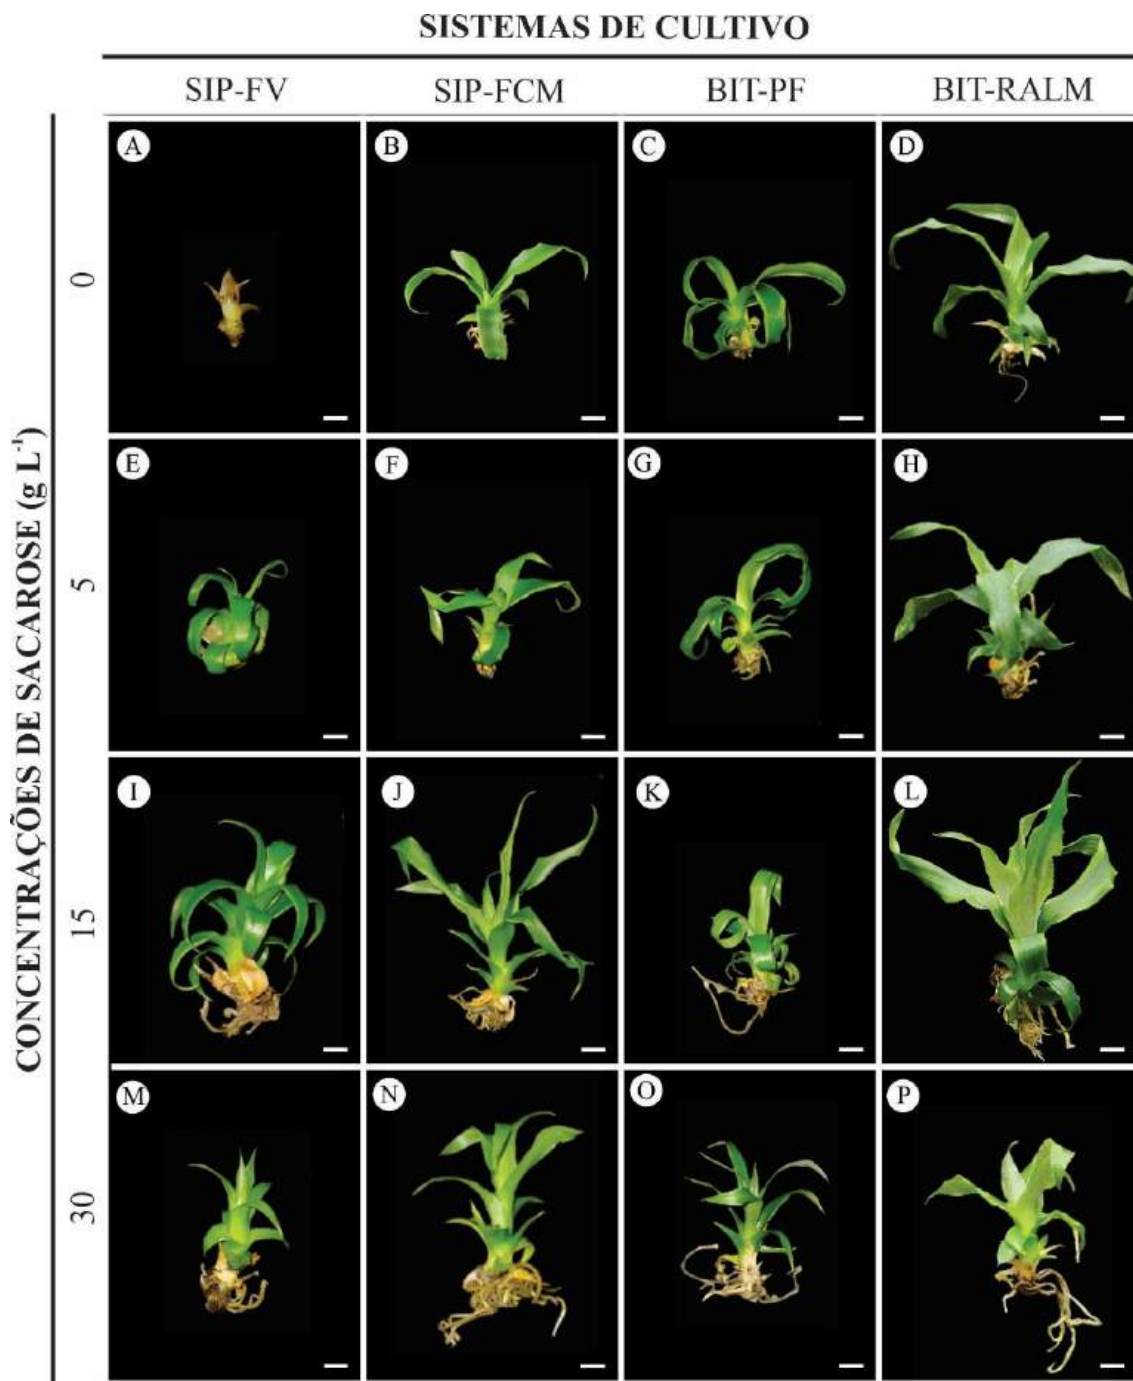 SISTEMAS DE CULTIVO
SIP-FV SIP-FCM BIT-PF BIT-RALM
CONCENTRAÇÕES DE SACAROSE (g L⁻¹)
0
A B C D
5
E F G H
15
I J K L
30
M N O P